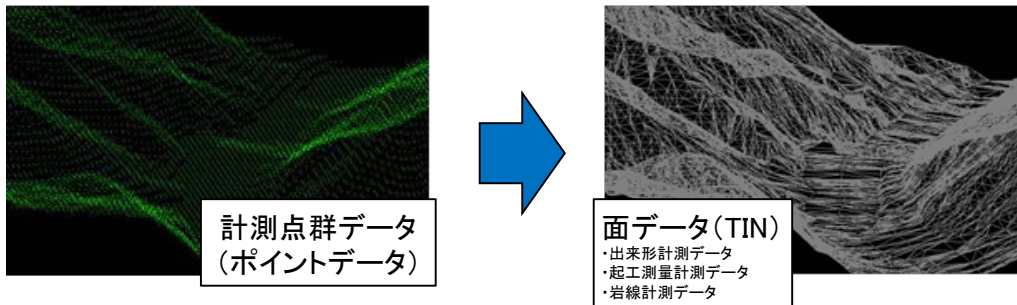 計測点群データ
(ポイントデータ)
面データ(TIN)
・出来形計測データ
・起工測量計測データ
・岩線計測データ